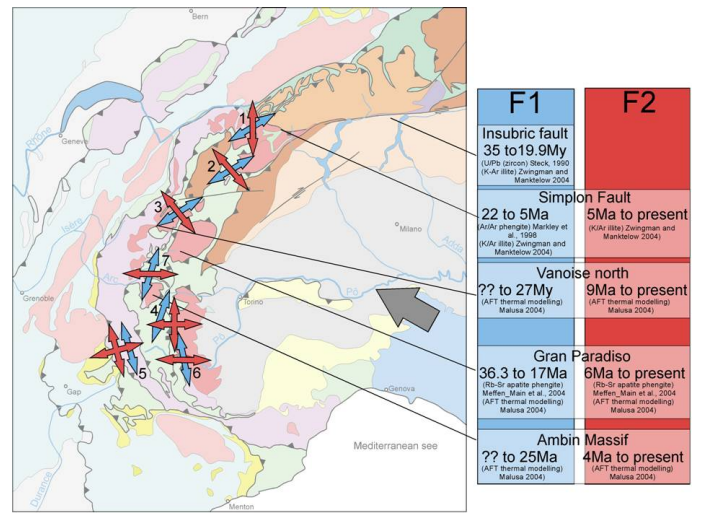 Bern
Rhône
Geneva
Isère
Grenoble
Arc
Gap
Durance
Menton
Torino
Pô
Pô
Milano
Adda
Genova
Mediterranean see
1
2
3
7
4
5
6
F1
F2
Insubric fault
35 to19.9My
(U/Pb (zircon) Steck, 1990
(K-Ar illite) Zwingman and
Manktelow 2004
Simplon Fault
22 to 5Ma
(Ar/Ar phengite) Markley et
al., 1998
(K/Ar illite) Zwingman and
Manktelow 2004)
5Ma to present
(K/Ar illite) Zwingman and
Manktelow 2004)
Vanoise north
?? to 27My
(AFT thermal modelling)
Malusa 2004)
9Ma to present
(AFT thermal modelling)
Malusa 2004)
Gran Paradiso
36.3 to 17Ma
(Rb-Sr apatite phengite)
Meffen_Main et al., 2004
(AFT thermal modelling)
Malusa 2004)
6Ma to present
(Rb-Sr apatite phengite)
Meffen_Main et al., 2004
(AFT thermal modelling)
Malusa 2004)
Ambin Massif
?? to 25Ma
(AFT thermal modelling)
Malusa 2004)
4Ma to present
(AFT thermal modelling)
Malusa 2004)